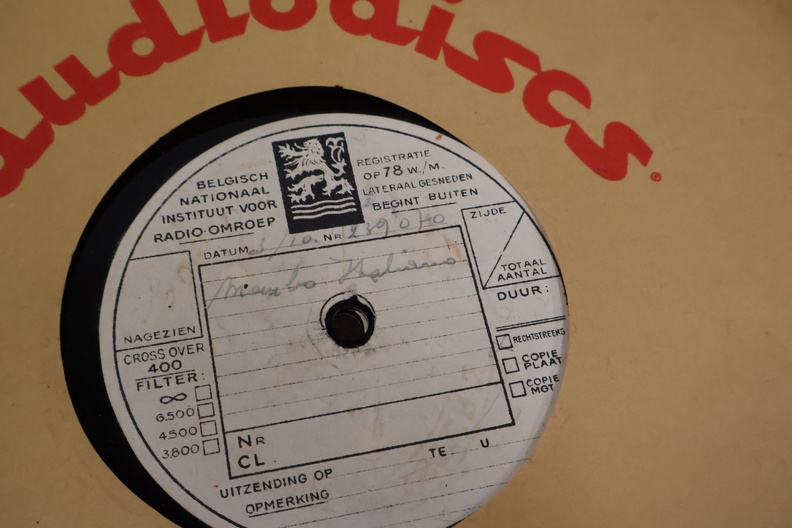 audiodiscs
BELGISCH
NATIONAAL
INSTITUUT VOOR
RADIO-OMROEP
REGISTRATIE
OP 78 W./M.
LATERAAL GESNEDEN
BEGINT BUITEN
DATUM
NR
ZIJDE
TOTAAL
AANTAL
DUUR:
Mambo Italiano
NAGEZIEN
CROSS OVER
400
FILTER:
∞
6.500
4.500
3.800
RECHTSTREEKS
COPIE
PLAAT
COPIE
MGT
NR
CL
TE U
UITZENDING OP
OPMERKING